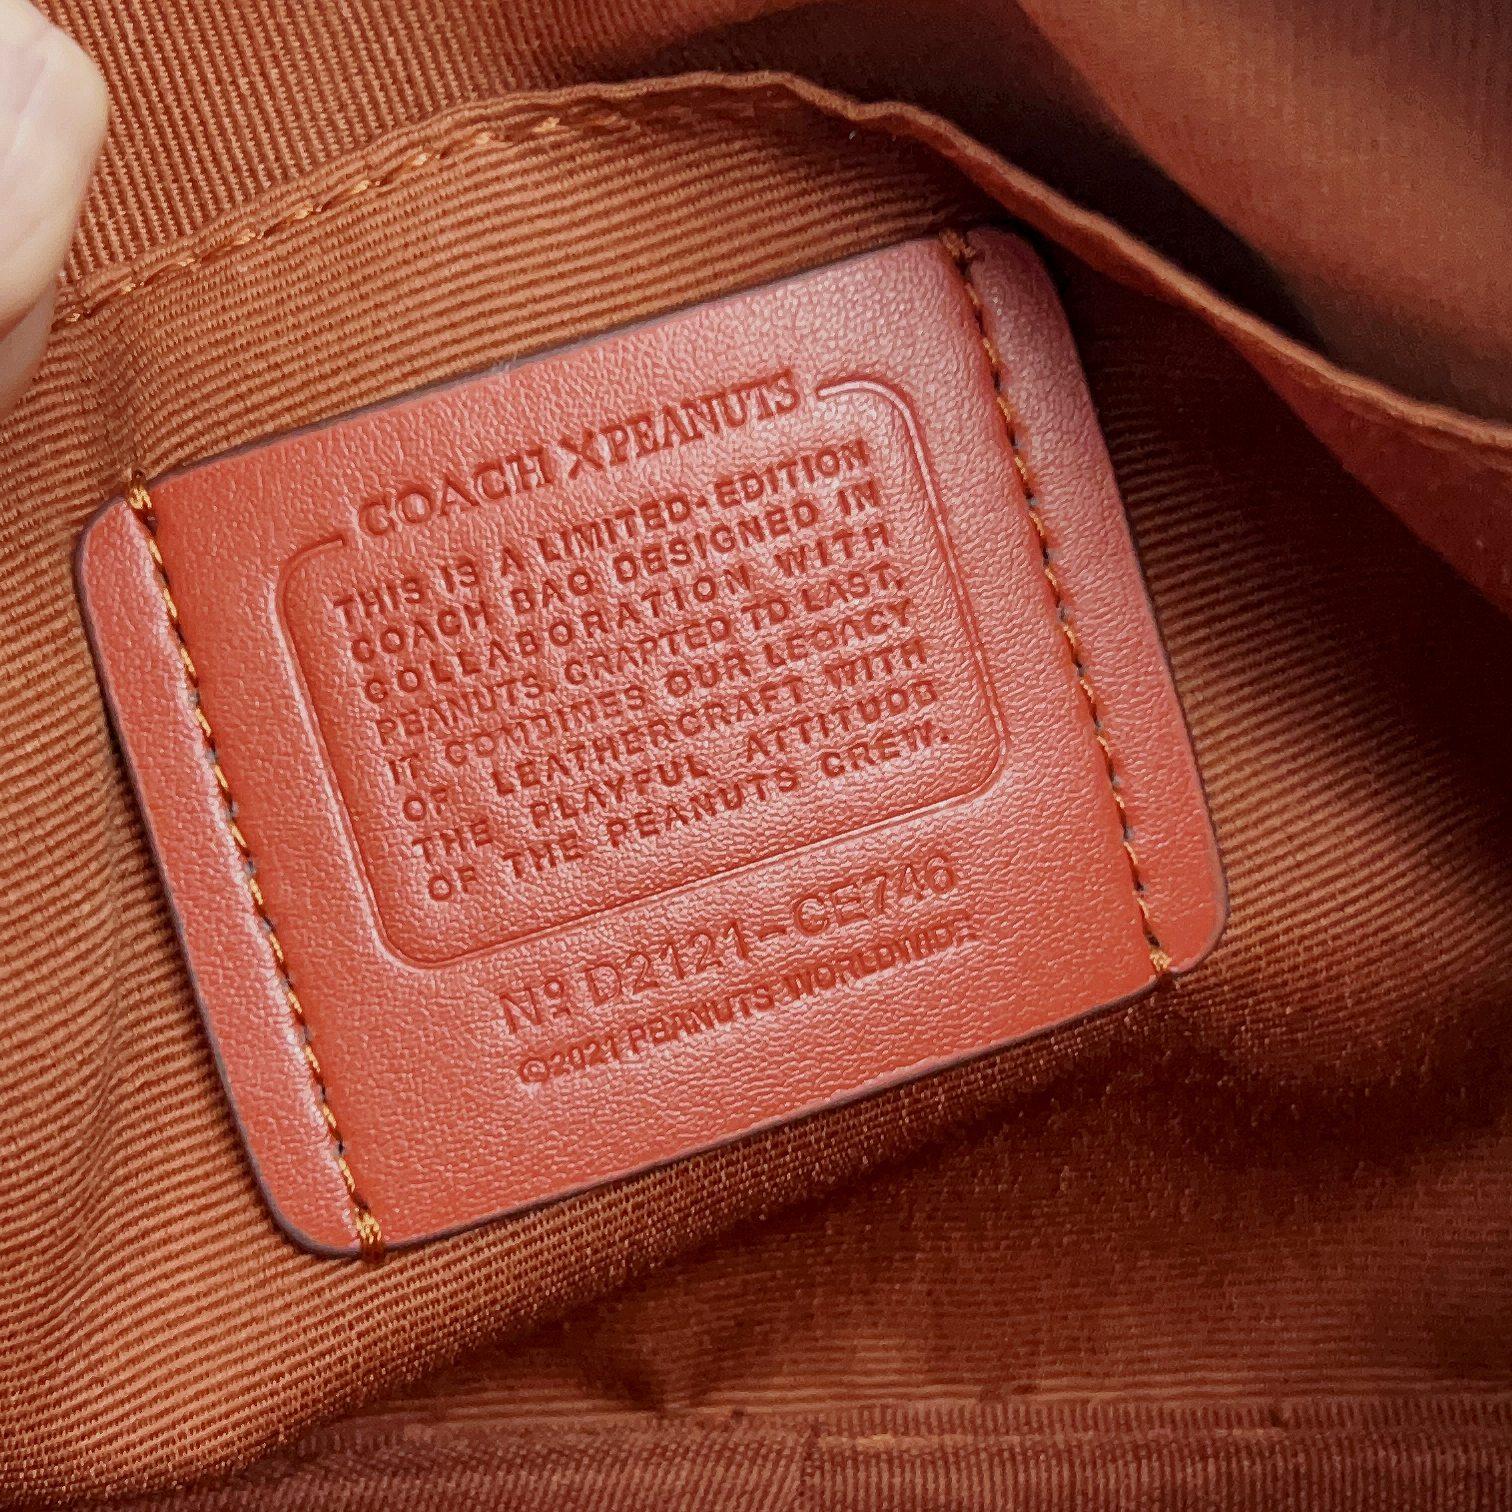 COACH X PEANUTS
THIS IS A LIMITED-EDITION
COACH BAG DESIGNED IN
COLLABORATION WITH
PEANUTS. CRAFTED TO LAST,
IT COMBINES OUR LEGACY
OF LEATHERCRAFT WITH
THE PLAYFUL ATTITUDE
OF THE PEANUTS CREW.
Nº D2121-CE746
©2021 PEANUTS WORLDWIDE